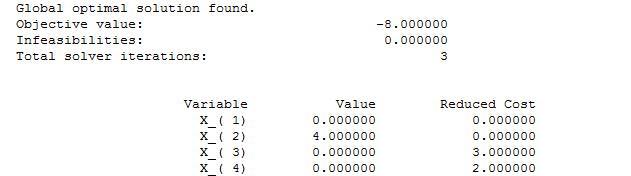 Global optimal solution found.
Objective value: -8.000000
Infeasibilities: 0.000000
Total solver iterations: 3
Variable Value Reduced Cost
X_( 1) 0.000000 0.000000
X_( 2) 4.000000 0.000000
X_( 3) 0.000000 3.000000
X_( 4) 0.000000 2.000000